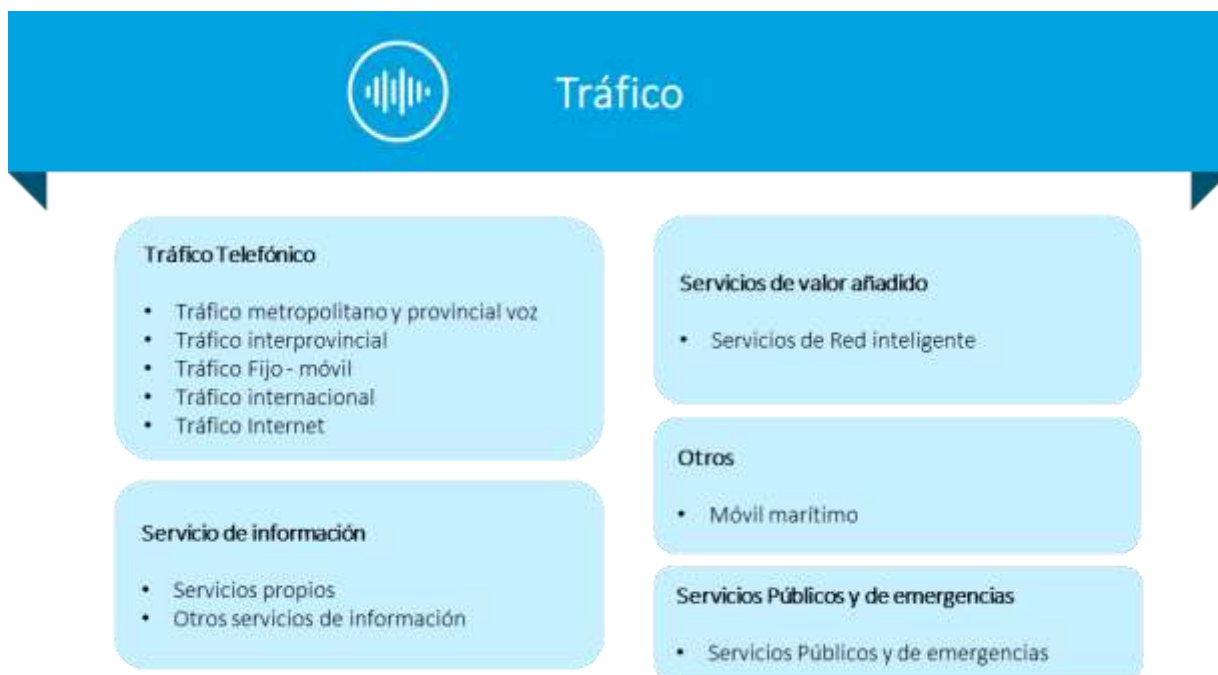 Tráfico
Tráfico Telefónico
• Tráfico metropolitano y provincial voz
• Tráfico interprovincial
• Tráfico Fijo - móvil
• Tráfico internacional
• Tráfico Internet
Servicio de información
• Servicios propios
• Otros servicios de información
Servicios de valor añadido
• Servicios de Red inteligente
Otros
• Móvil marítimo
Servicios Públicos y de emergencias
• Servicios Públicos y de emergencias